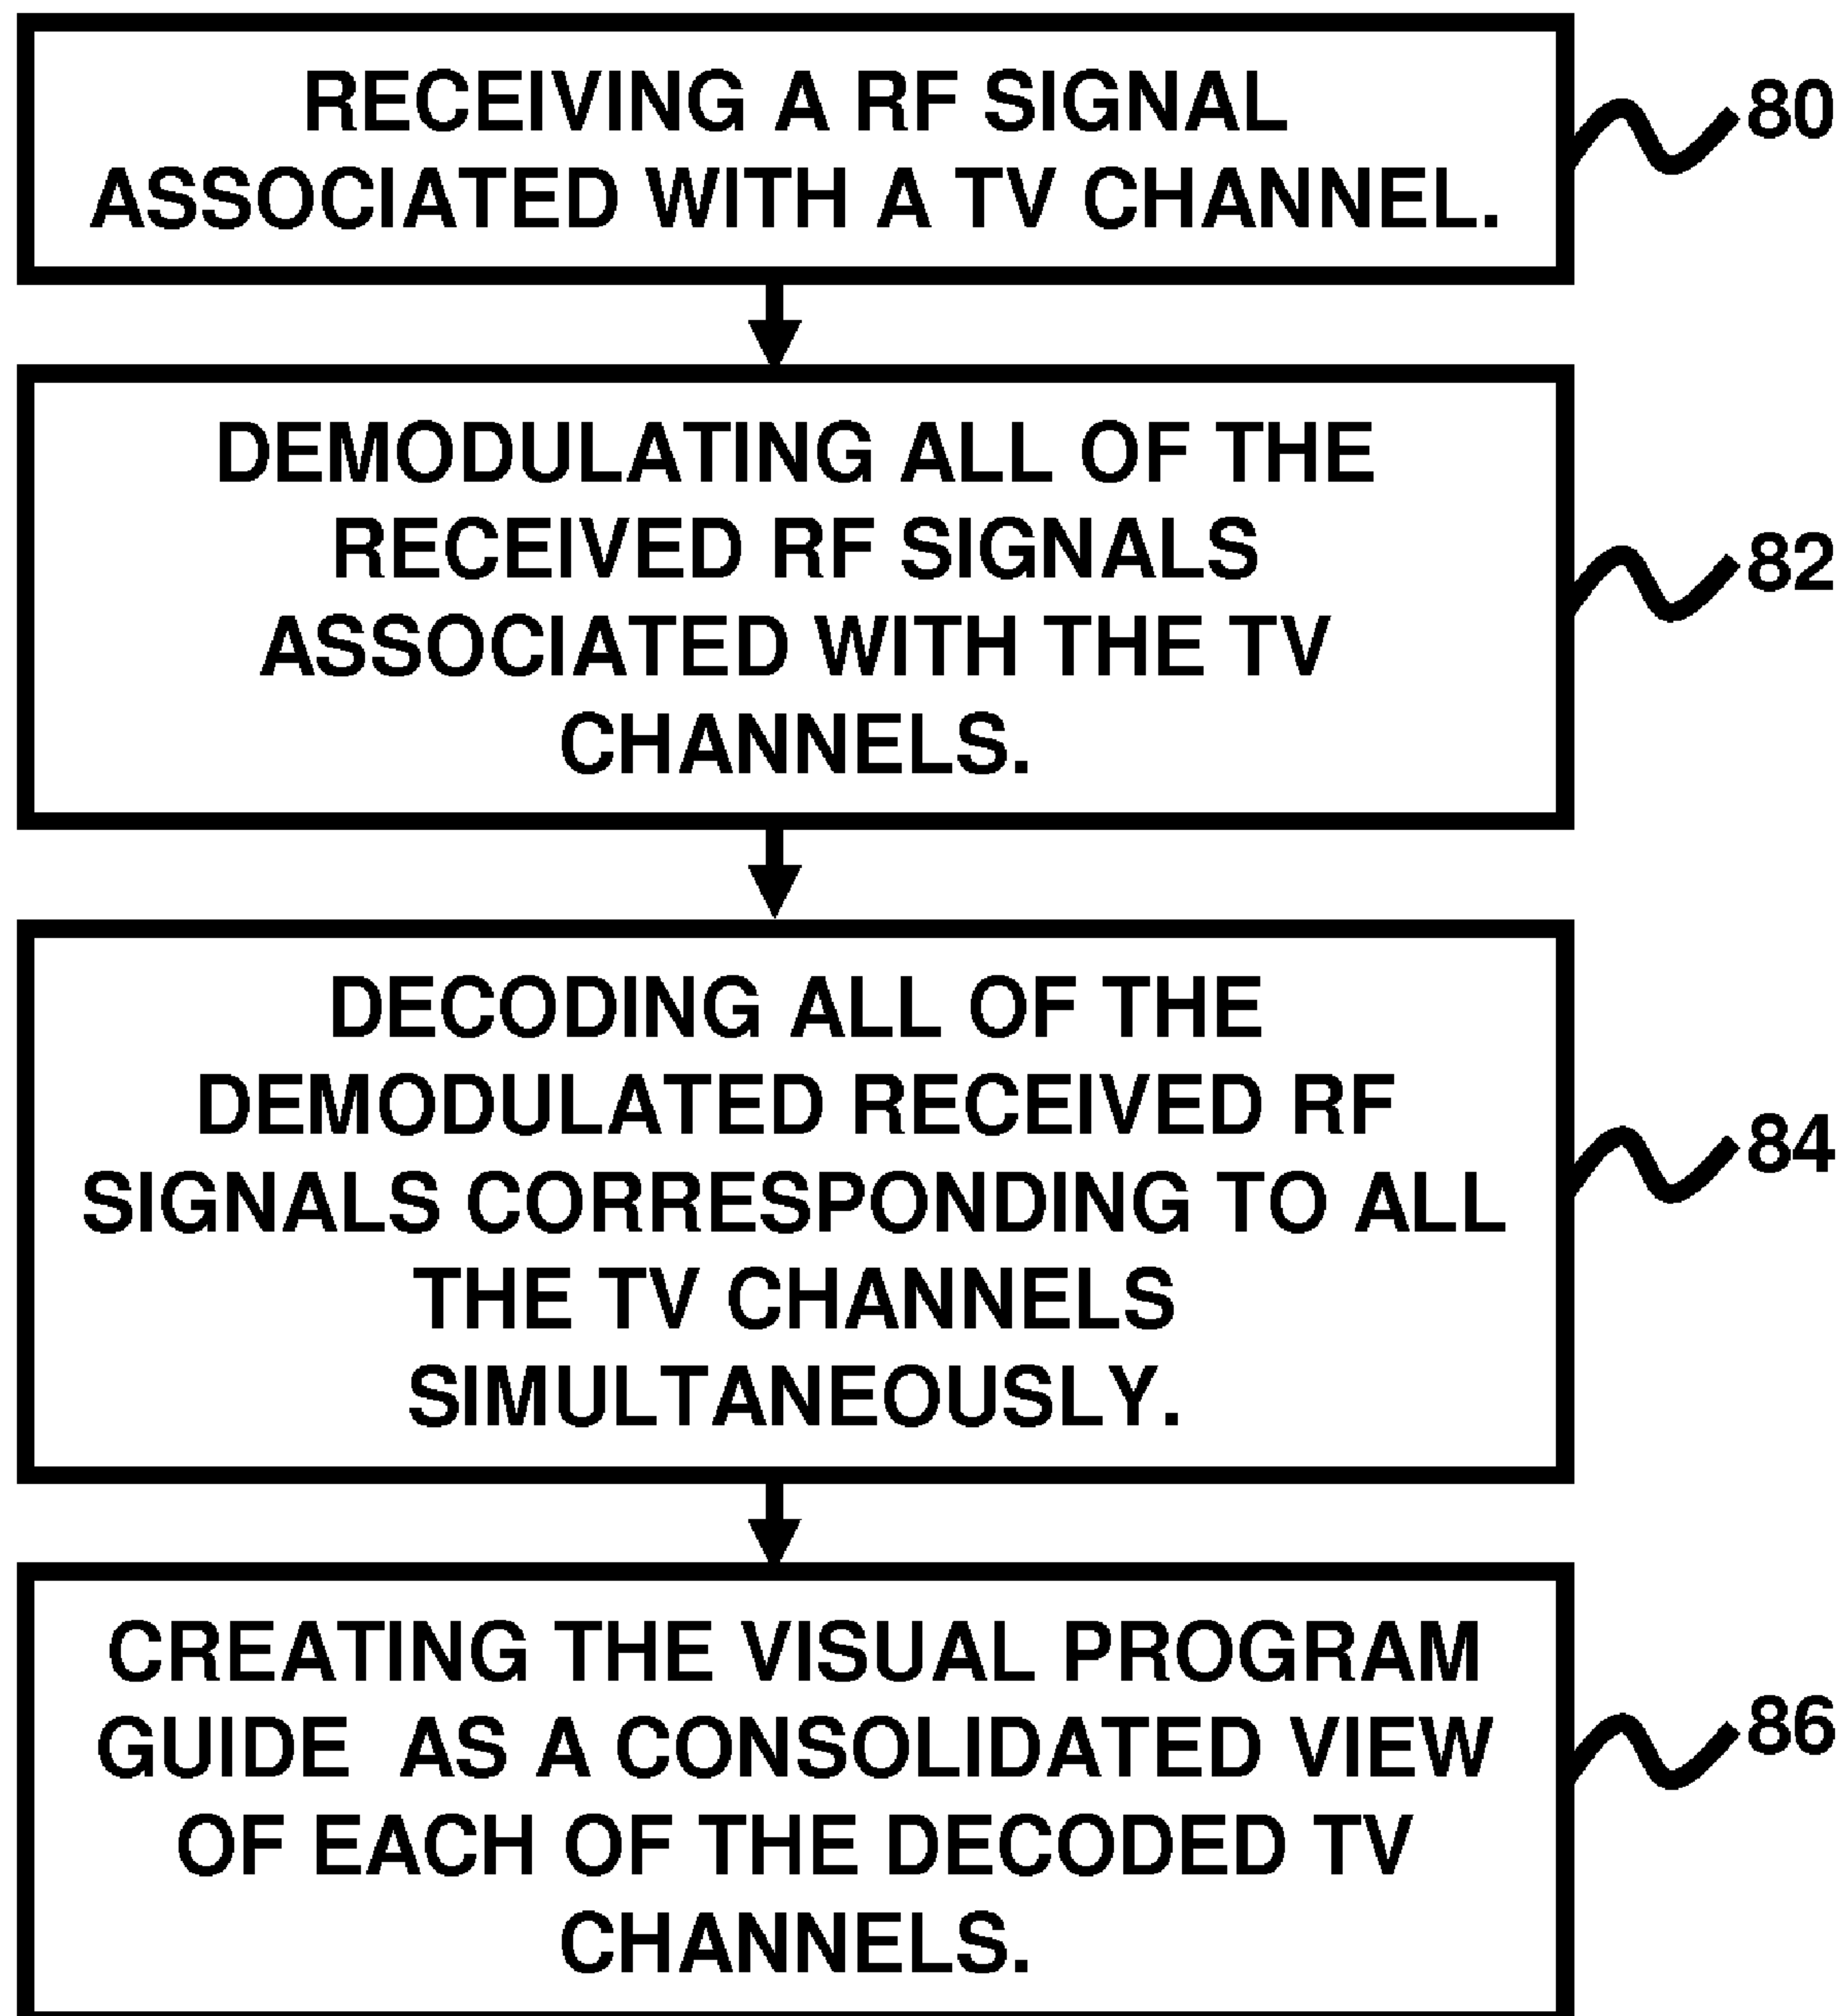 RECEIVING A RF SIGNAL
ASSOCIATED WITH A TV CHANNEL.
80
DEMODULATING ALL OF THE
RECEIVED RF SIGNALS
ASSOCIATED WITH THE TV
CHANNELS.
82
DECODING ALL OF THE
DEMODULATED RECEIVED RF
SIGNALS CORRESPONDING TO ALL
THE TV CHANNELS
SIMULTANEOUSLY.
84
CREATING THE VISUAL PROGRAM
GUIDE AS A CONSOLIDATED VIEW
OF EACH OF THE DECODED TV
CHANNELS.
86